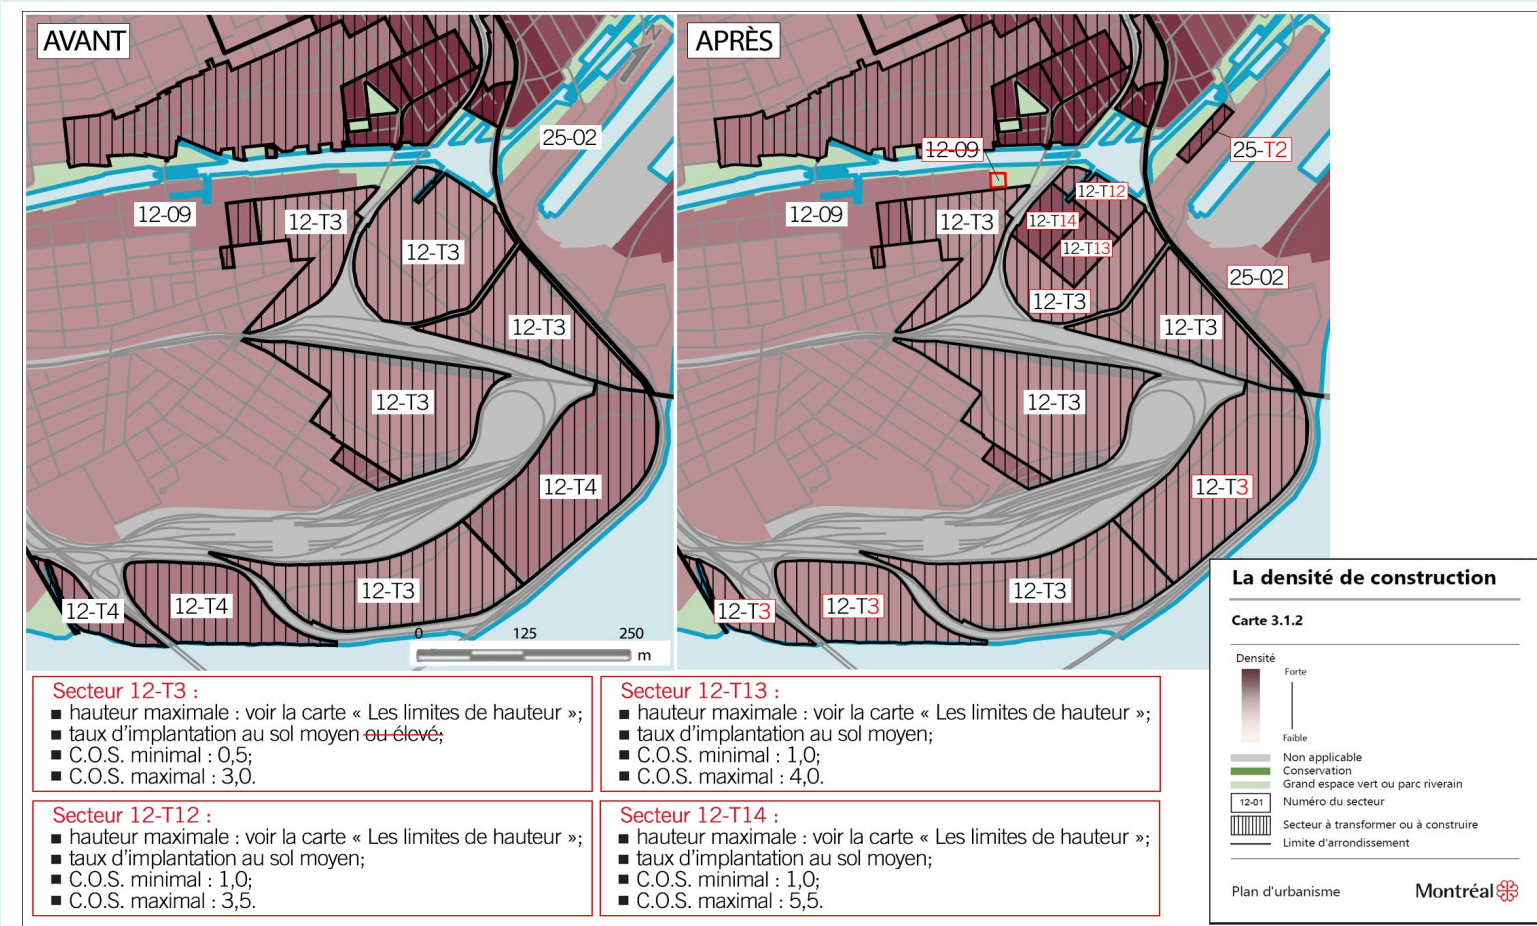 AVANT
N
25-02
12-09
12-T3
12-T3
12-T3
12-T3
12-T4
12-T3
12-T4
12-T4
0 125 250
m
APRÈS
12-09
25-T2
12-T12
12-09
12-T3
12-T14
12-T13
25-02
12-T3
12-T3
12-T3
12-T3
12-T3
12-T3
12-T3
Secteur 12-T3 :
■ hauteur maximale : voir la carte « Les limites de hauteur »;
■ taux d'implantation au sol moyen ou élevé;
■ C.O.S. minimal : 0,5;
■ C.O.S. maximal : 3,0.
Secteur 12-T13 :
■ hauteur maximale : voir la carte « Les limites de hauteur »;
■ taux d'implantation au sol moyen;
■ C.O.S. minimal : 1,0;
■ C.O.S. maximal : 4,0.
Secteur 12-T12 :
■ hauteur maximale : voir la carte « Les limites de hauteur »;
■ taux d'implantation au sol moyen;
■ C.O.S. minimal : 1,0;
■ C.O.S. maximal : 3,5.
Secteur 12-T14 :
■ hauteur maximale : voir la carte « Les limites de hauteur »;
■ taux d'implantation au sol moyen;
■ C.O.S. minimal : 1,0;
■ C.O.S. maximal : 5,5.
La densité de construction
Carte 3.1.2
Densité
Forte
Faible
Non applicable
Conservation
Grand espace vert ou parc riverain
12-01 Numéro du secteur
Secteur à transformer ou à construire
Limite d'arrondissement
Plan d'urbanisme
Montréal